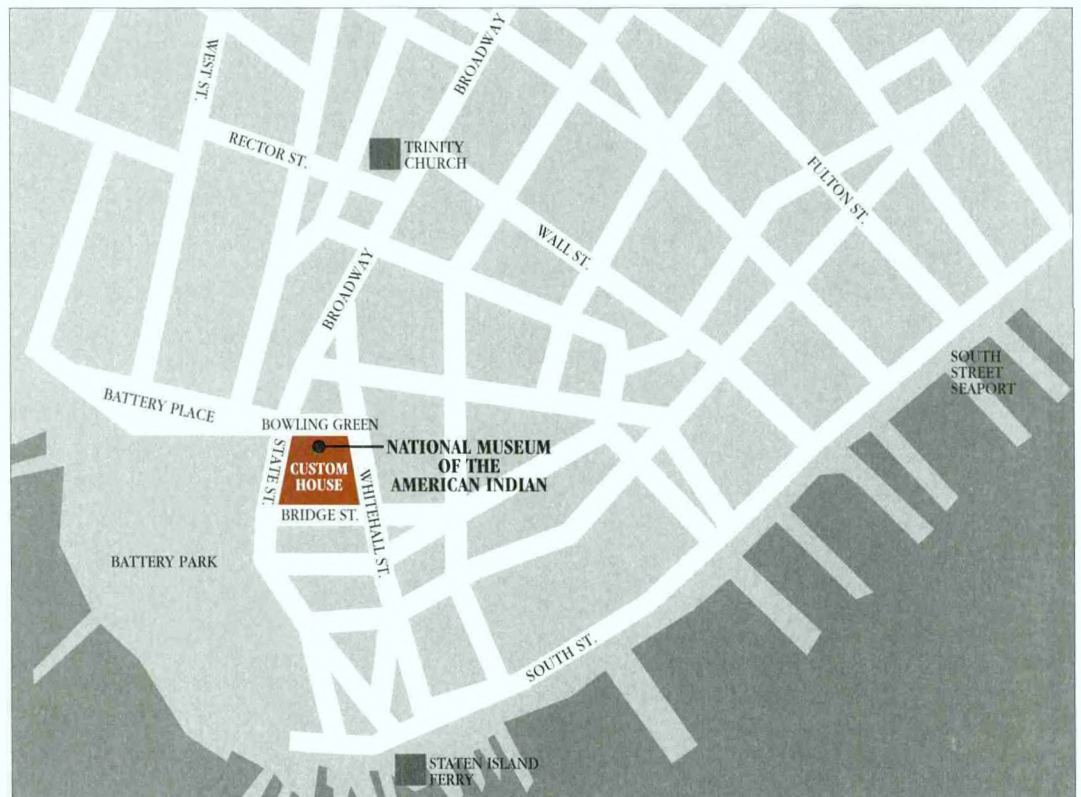 BROADWAY
WEST ST.
RECTOR ST.
TRINITY
CHURCH
FULTON ST.
WALL ST.
BROADWAY
SOUTH
STREET
SEAPORT
BATTERY PLACE
BOWLING GREEN
STATE ST.
CUSTOM
HOUSE
NATIONAL MUSEUM
OF THE
AMERICAN INDIAN
WHITEHALL ST.
BRIDGE ST.
BATTERY PARK
SOUTH ST.
STATEN ISLAND
FERRY